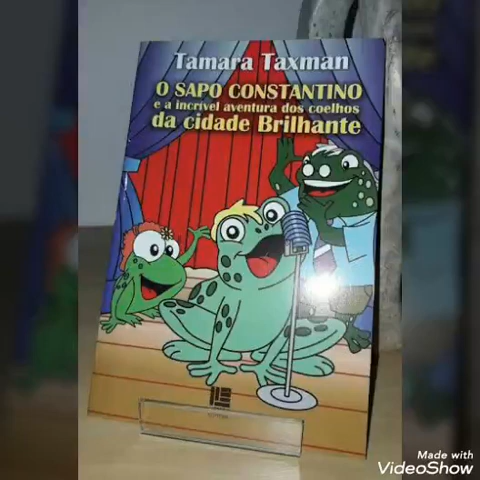 Tamara Taxman
O SAPO CONSTANTINO
e a incrível aventura dos coelhos
da cidade Brilhante
Made with
VideoShow